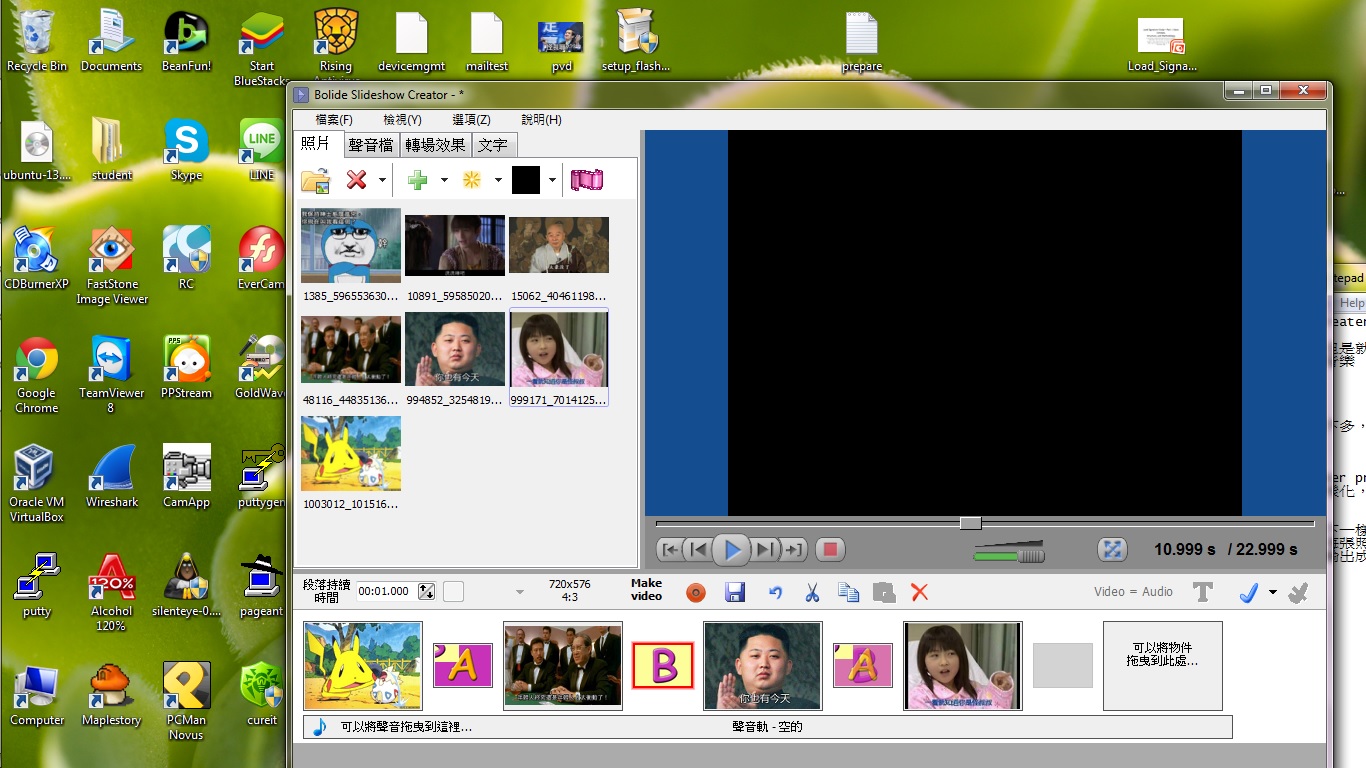 Recycle Bin
Documents
BeanFun!
Start
BlueStacks
Rising
Antivirus
devicemgmt
mailtest
pvd
setup_flash...
prepare
Load_Signa...
ubuntu-13....
student
Skype
LINE
CDBurnerXP
FastStone
Image Viewer
RC
EverCam
Google
Chrome
TeamViewer
8
PPS
PPStream
GoldWave
Oracle VM
VirtualBox
Wireshark
CamApp
puttygen
putty
120%
Alcohol
120%
silenteye-0....
pageant
Computer
Maplestory
PCMan
Novus
cureit
Bolide Slideshow Creator - *
檔案(F)
檢視(Y)
選項(Z)
說明(H)
照片
聲音檔
轉場效果
文字
幹
1385_596553630...
10891_59585020...
15062_40461198...
你也有今天
48116_44835136...
994852_3254819...
999171_7014125...
1003012_101516...
10.999 s / 22.999 s
段落持續
時間
00:01.000
720x576
4:3
Make
video
Video = Audio
T
A
B
你也有今天
A
可以將物件
拖曳到此處...
可以將聲音拖曳到這裡...
聲音軌 - 空的
tepad
Help